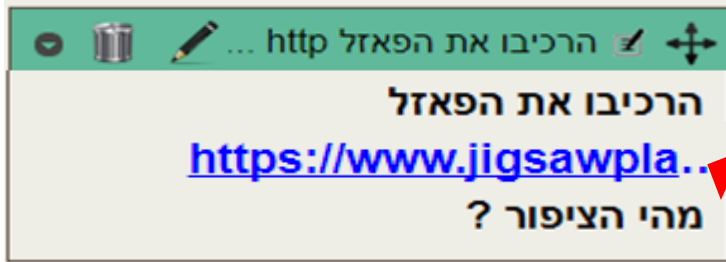 הרכיבו את הפאזל http ...
הרכיבו את הפאזל
https://www.jigsawpla..
מהי הציפור ?